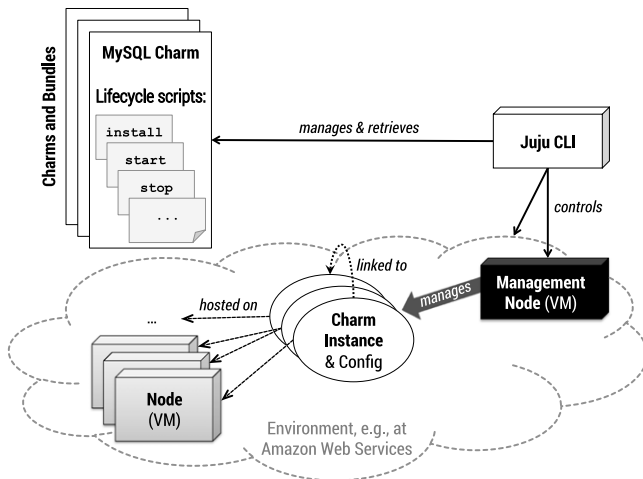 Charms and Bundles
MySQL Charm
Lifecycle scripts:
install
start
stop
...
manages & retrieves
Juju CLI
controls
linked to
hosted on
...
manages
Management
Node (VM)
Charm
Instance
& Config
Node
(VM)
Environment, e.g., at
Amazon Web Services